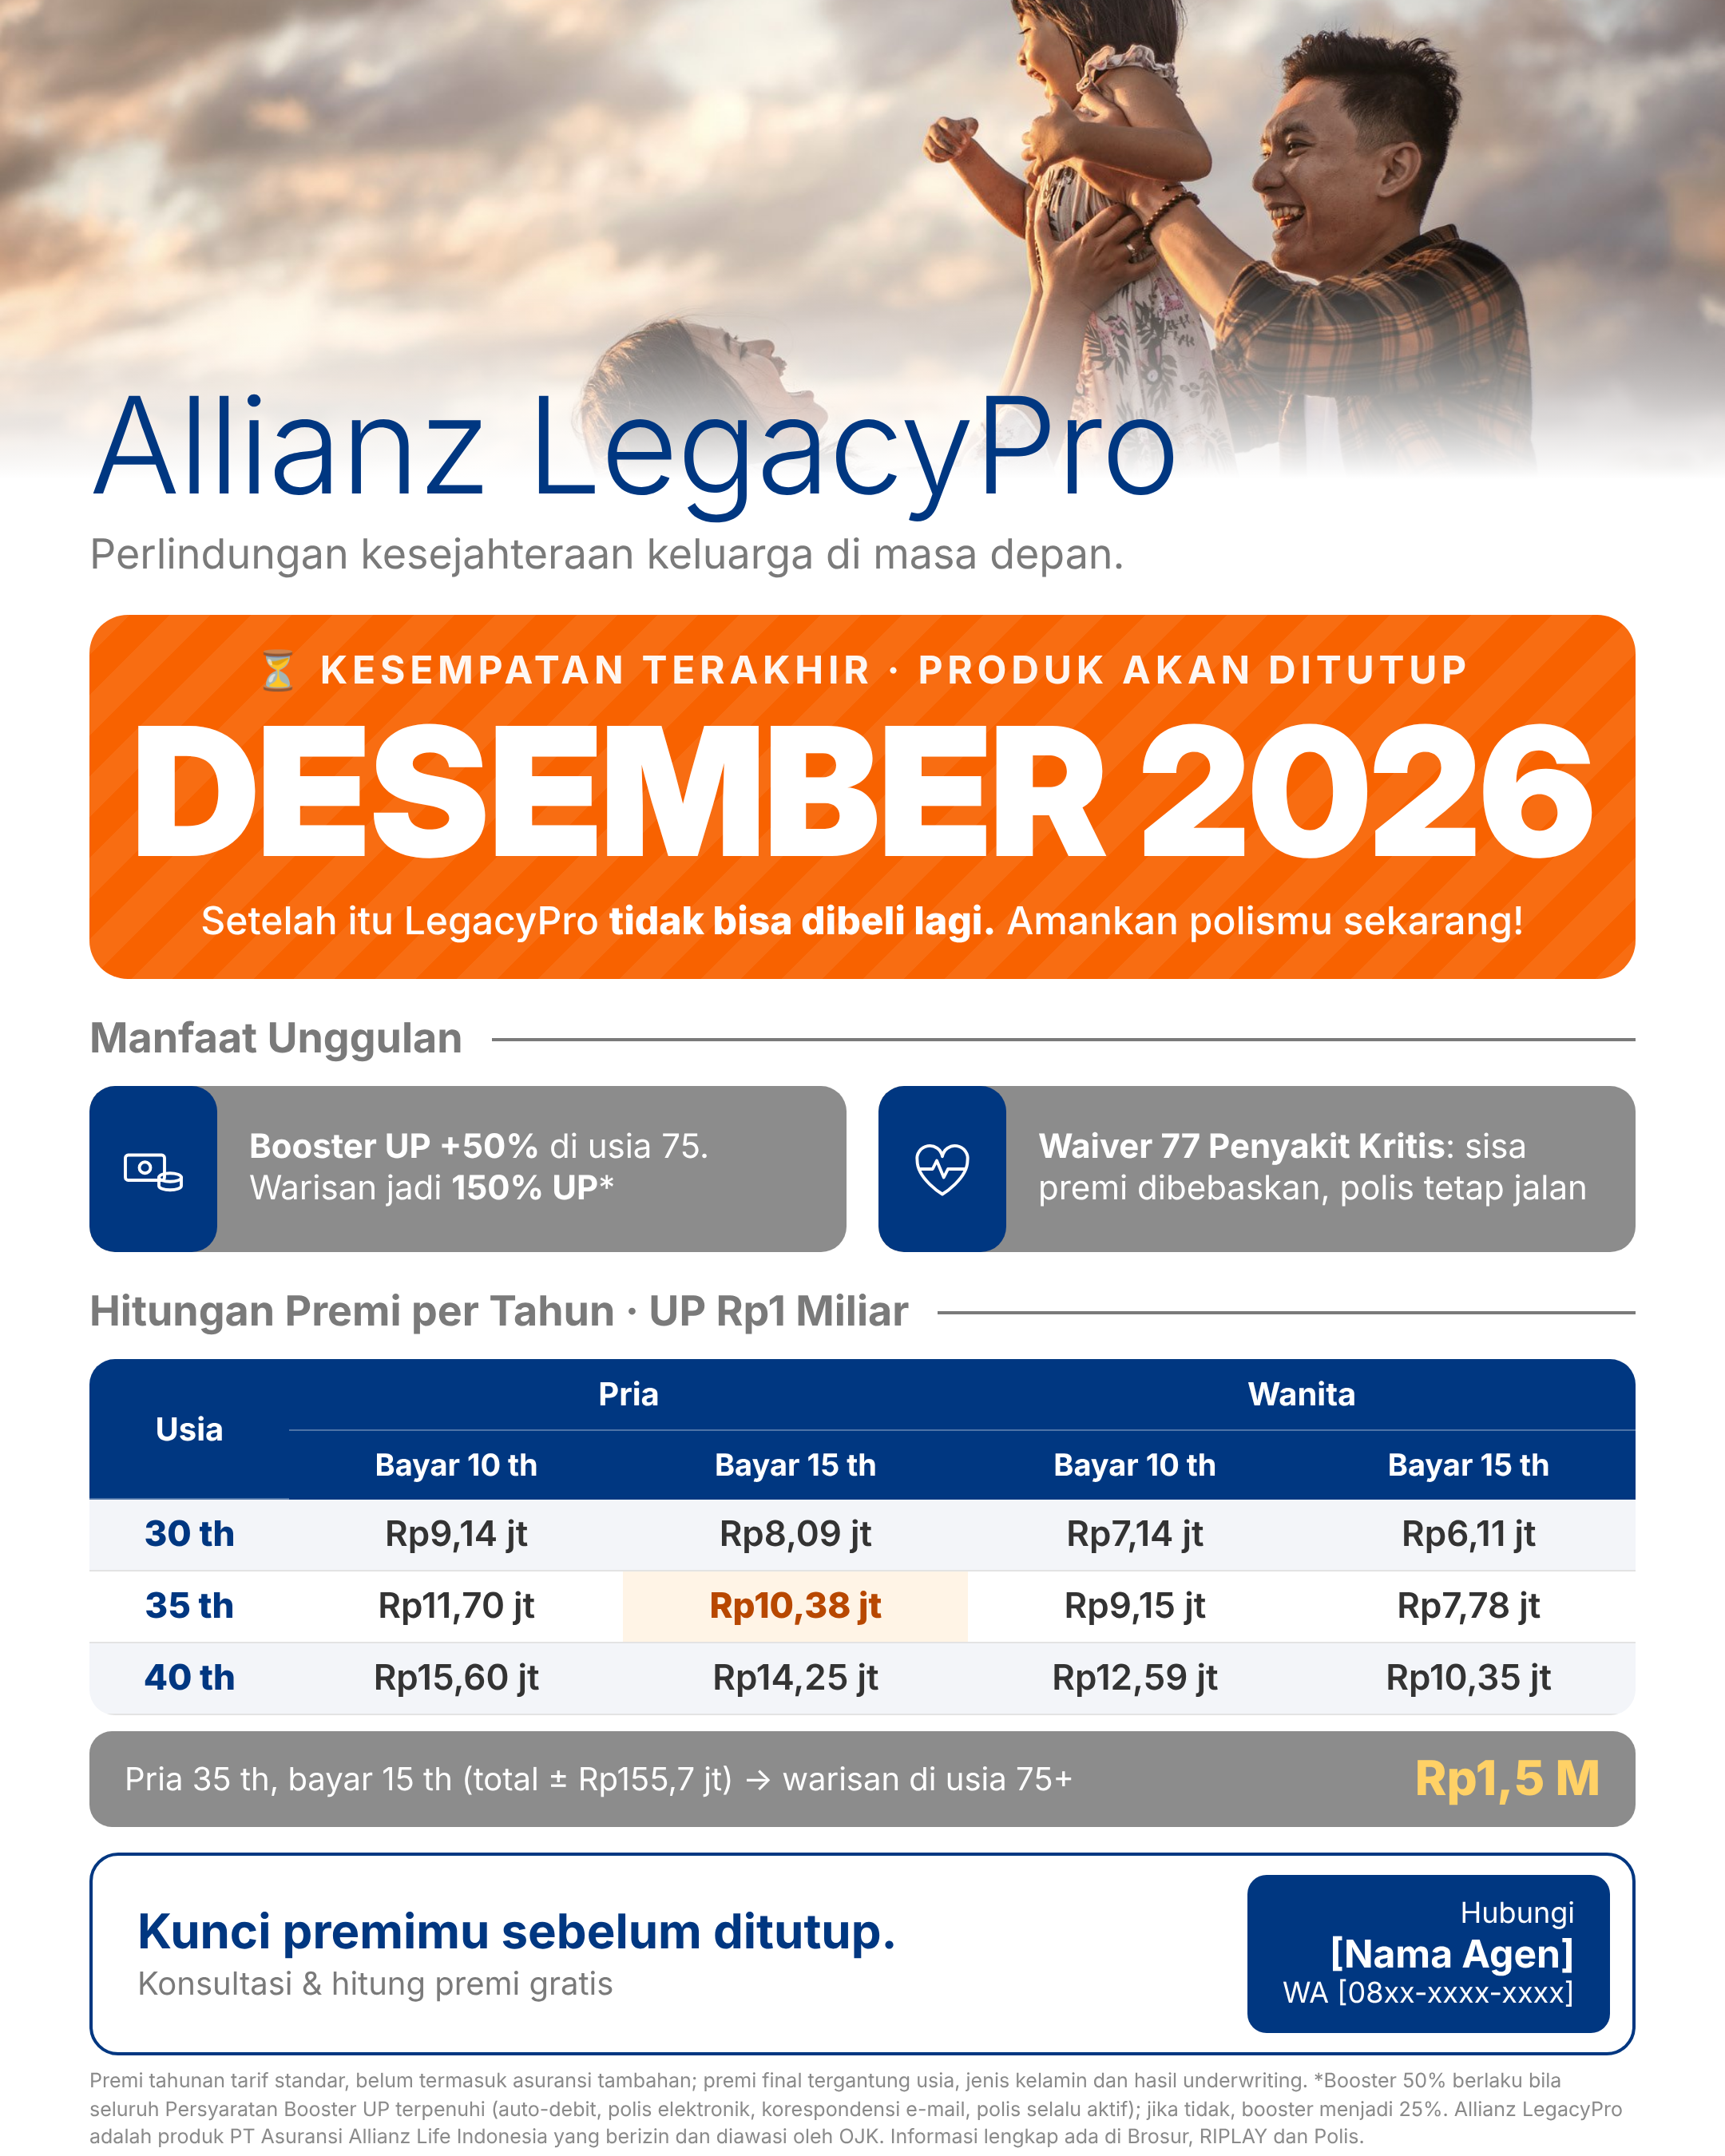 Allianz LegacyPro
Perlindungan kesejahteraan keluarga di masa depan.
⏳ KESEMPATAN TERAKHIR · PRODUK AKAN DITUTUP
DESEMBER 2026
Setelah itu LegacyPro tidak bisa dibeli lagi. Amankan polismu sekarang!
Manfaat Unggulan
Booster UP +50% di usia 75.
Warisan jadi 150% UP*
Waiver 77 Penyakit Kritis: sisa
premi dibebaskan, polis tetap jalan
Hitungan Premi per Tahun · UP Rp1 Miliar
Usia Pria Wanita
Bayar 10 th Bayar 15 th Bayar 10 th Bayar 15 th
30 th Rp9,14 jt Rp8,09 jt Rp7,14 jt Rp6,11 jt
35 th Rp11,70 jt Rp10,38 jt Rp9,15 jt Rp7,78 jt
40 th Rp15,60 jt Rp14,25 jt Rp12,59 jt Rp10,35 jt
Pria 35 th, bayar 15 th (total ± Rp155,7 jt) → warisan di usia 75+ Rp1,5 M
Kunci premimu sebelum ditutup.
Konsultasi & hitung premi gratis
Hubungi
[Nama Agen]
WA [08xx-xxxx-xxxx]
Premi tahunan tarif standar, belum termasuk asuransi tambahan; premi final tergantung usia, jenis kelamin dan hasil underwriting. *Booster 50% berlaku bila
seluruh Persyaratan Booster UP terpenuhi (auto-debit, polis elektronik, korespondensi e-mail, polis selalu aktif); jika tidak, booster menjadi 25%. Allianz LegacyPro
adalah produk PT Asuransi Allianz Life Indonesia yang berizin dan diawasi oleh OJK. Informasi lengkap ada di Brosur, RIPLAY dan Polis.